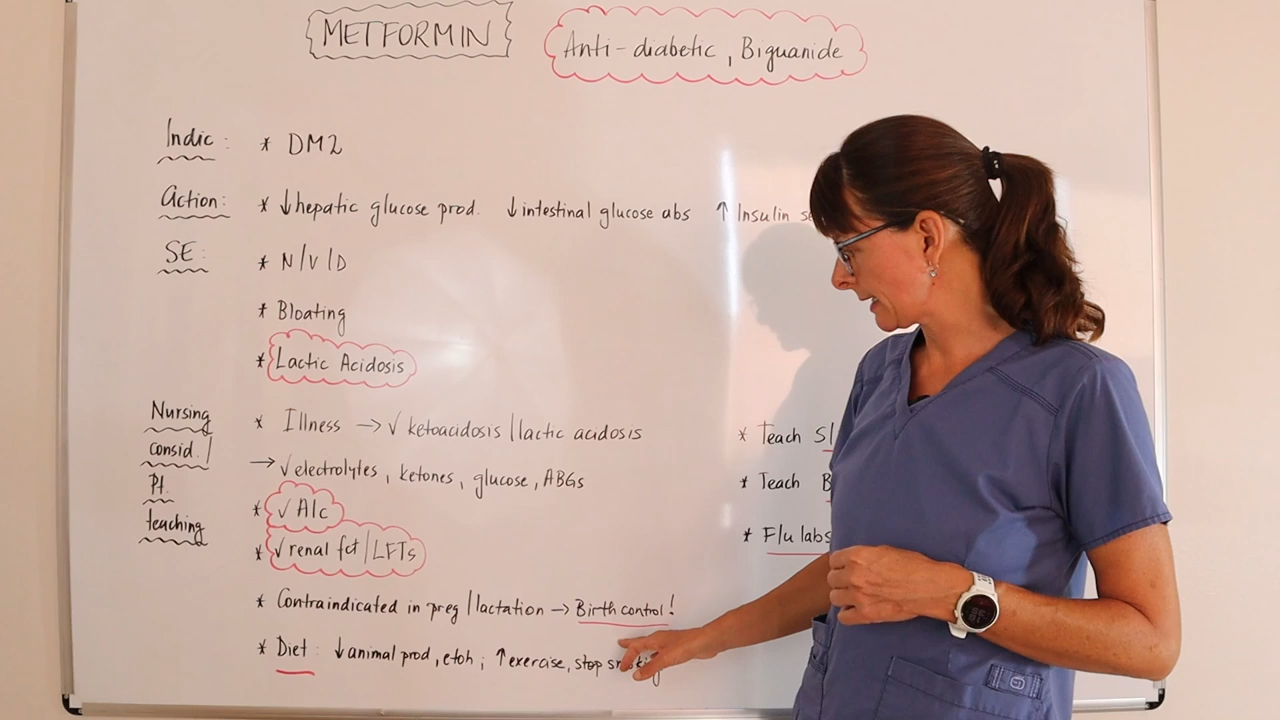 METFORMIN
Anti-diabetic, Biguanide
Indic: * DM2
Action: * ↓hepatic glucose prod. ↓intestinal glucose abs ↑ Insulin
SE: * N/V/D
* Bloating
* Lactic Acidosis
Nursing consid./ Pt. teaching
* Illness → √ ketoacidosis/lactic acidosis
→ √electrolytes, ketones, glucose, ABGs
* √ A1c
* √renal fct/LFTs
* Contraindicated in preg/lactation → Birth control!
* Diet: ↓animal prod, etoh; ↑exercise, stop
* Teach S/
* Teach B
* F/u labs